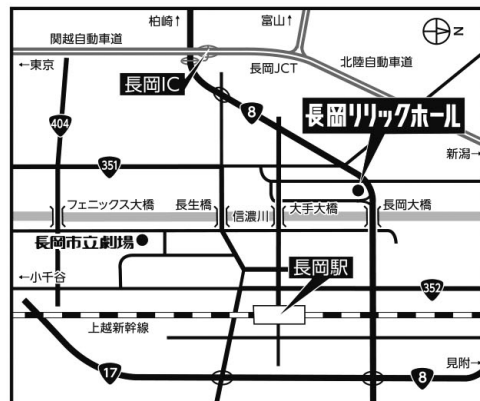 柏崎↑
富山↑
関越自動車道
←東京
長岡IC
長岡JCT
北陸自動車道
N
404
8
長岡リリックホール
新潟→
351
フェニックス大橋
長生橋
信濃川
大手大橋
長岡大橋
長岡市立劇場
←小千谷
長岡駅
352
上越新幹線
17
8
見附→